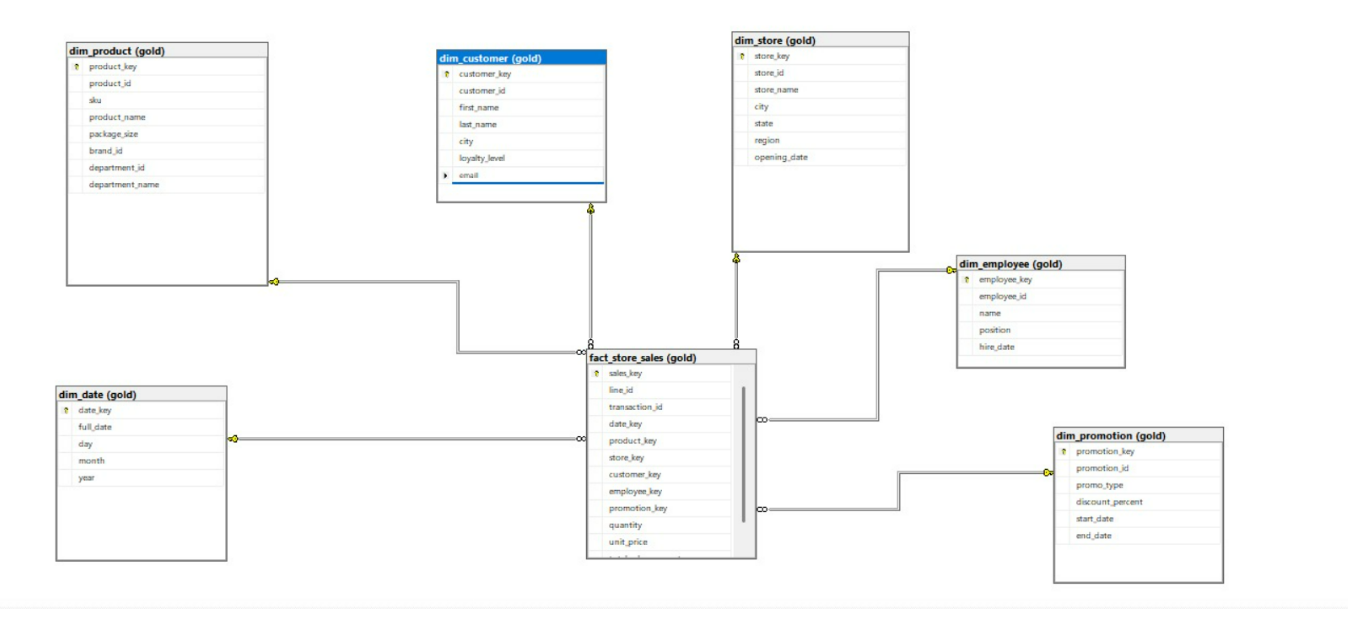 dim_product (gold)
product_key
product_id
sku
product_name
package_size
brand_id
department_id
department_name
dim_customer (gold)
customer_key
customer_id
first_name
last_name
city
loyalty_level
email
dim_store (gold)
store_key
store_id
store_name
city
state
region
opening_date
dim_employee (gold)
employee_key
employee_id
name
position
hire_date
dim_date (gold)
date_key
full_date
day
month
year
fact_store_sales (gold)
sales_key
line_id
transaction_id
date_key
product_key
store_key
customer_key
employee_key
promotion_key
quantity
unit_price
dim_promotion (gold)
promotion_key
promotion_id
promo_type
discount_percent
start_date
end_date